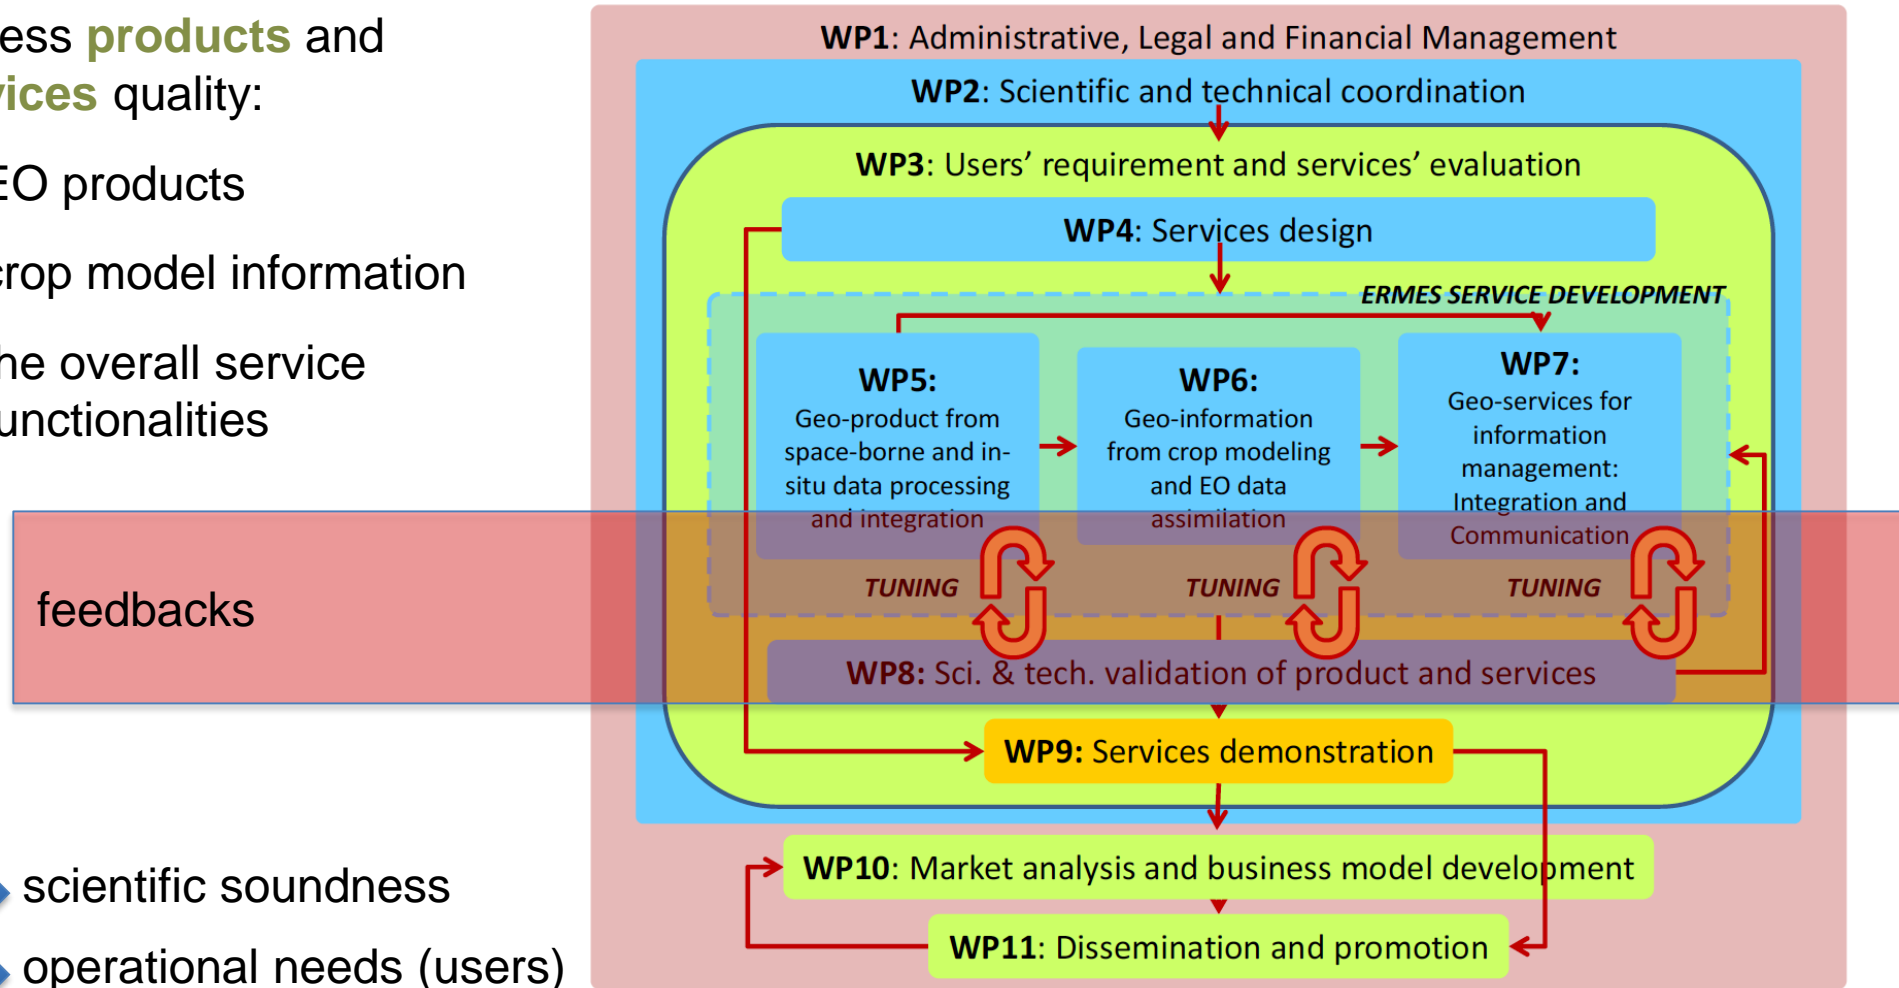 ess products and
vices quality:
EO products
crop model information
he overall service
unctionalities
feedbacks
scientific soundness
operational needs (users)
WP1: Administrative, Legal and Financial Management
WP2: Scientific and technical coordination
WP3: Users’ requirement and services’ evaluation
WP4: Services design
ERMES SERVICE DEVELOPMENT
WP5:
Geo-product from
space-borne and in-
situ data processing
and integration
WP6:
Geo-information
from crop modeling
and EO data
assimilation
WP7:
Geo-services for
information
management:
Integration and
Communication
TUNING
TUNING
TUNING
WP8: Sci. & tech. validation of product and services
WP9: Services demonstration
WP10: Market analysis and business model development
WP11: Dissemination and promotion